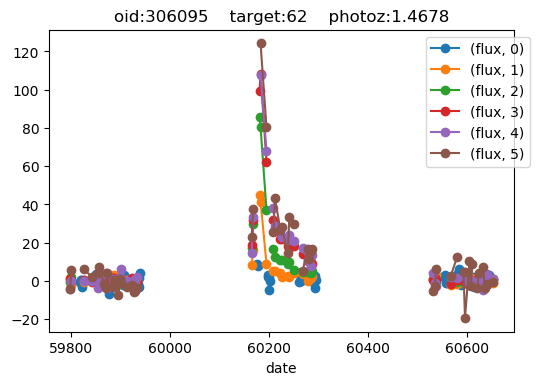 oid:306095    target:62    photoz:1.4678
120
100
80
60
40
20
0
−20
59800
60000
60200
60400
60600
date
(flux, 0)
(flux, 1)
(flux, 2)
(flux, 3)
(flux, 4)
(flux, 5)